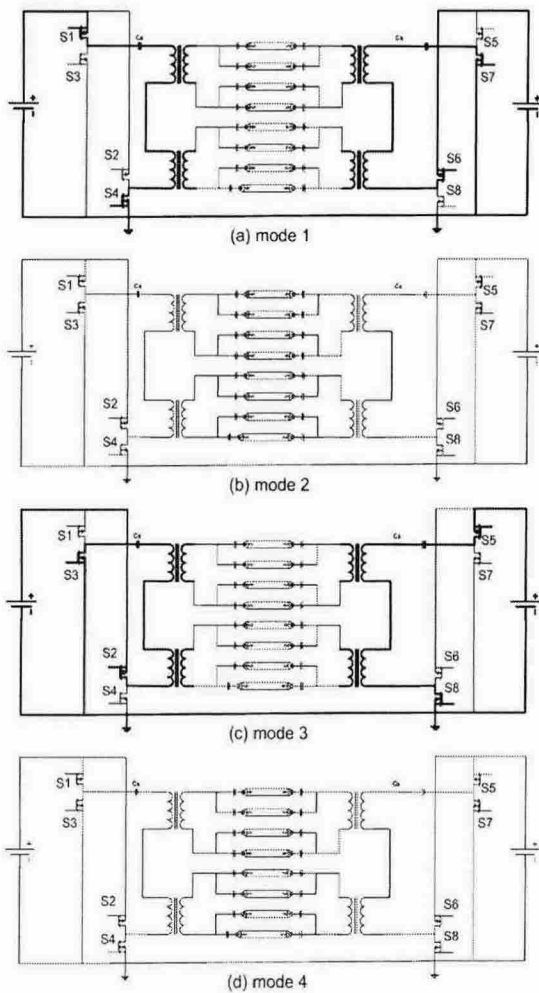 S1
S3
S2
S4
S5
S7
S6
S8
(a) mode 1
S1
S3
S2
S4
S5
S7
S6
S8
(b) mode 2
S1
S3
S2
S4
S5
S7
S6
S8
(c) mode 3
S1
S3
S2
S4
S5
S7
S6
S8
(d) mode 4